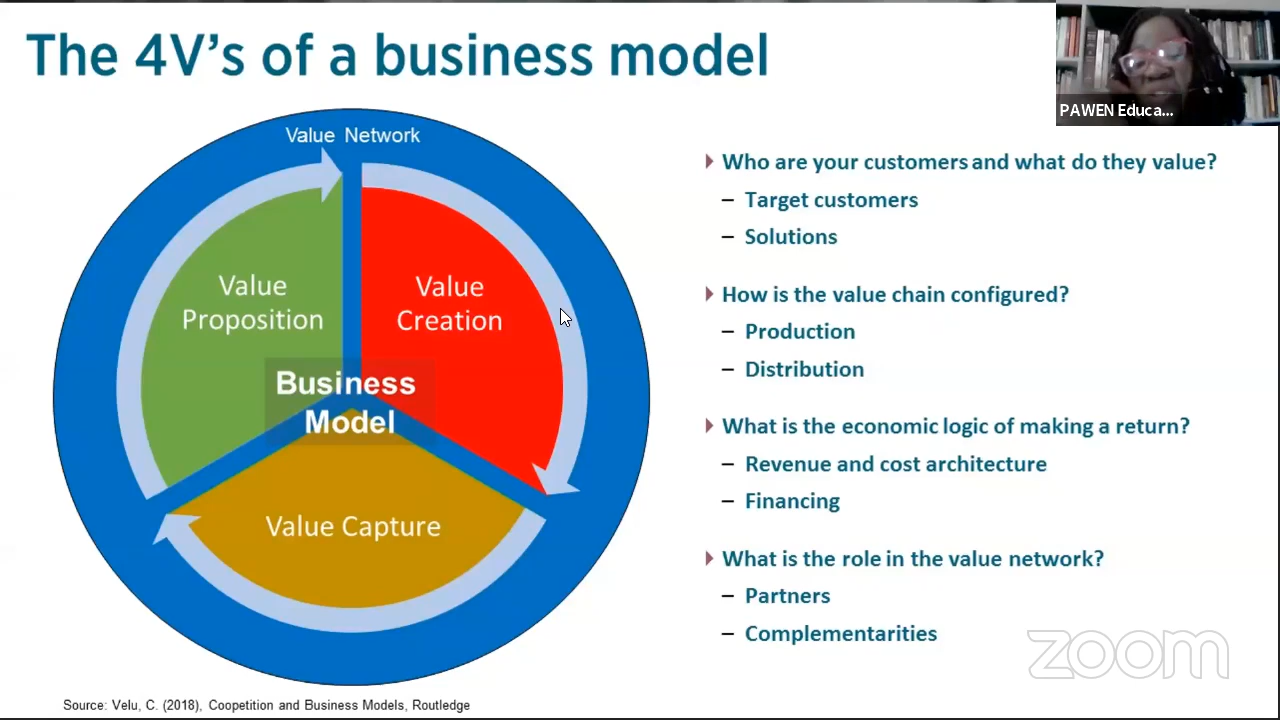 The 4V's of a business model
PAWEN Educa...
Value Network
Value
Proposition
Value
Creation
Business
Model
Value Capture
Who are your customers and what do they value?
– Target customers
– Solutions
How is the value chain configured?
– Production
– Distribution
What is the economic logic of making a return?
– Revenue and cost architecture
– Financing
What is the role in the value network?
– Partners
– Complementarities
zoom
Source: Velu, C. (2018), Coopetition and Business Models, Routledge